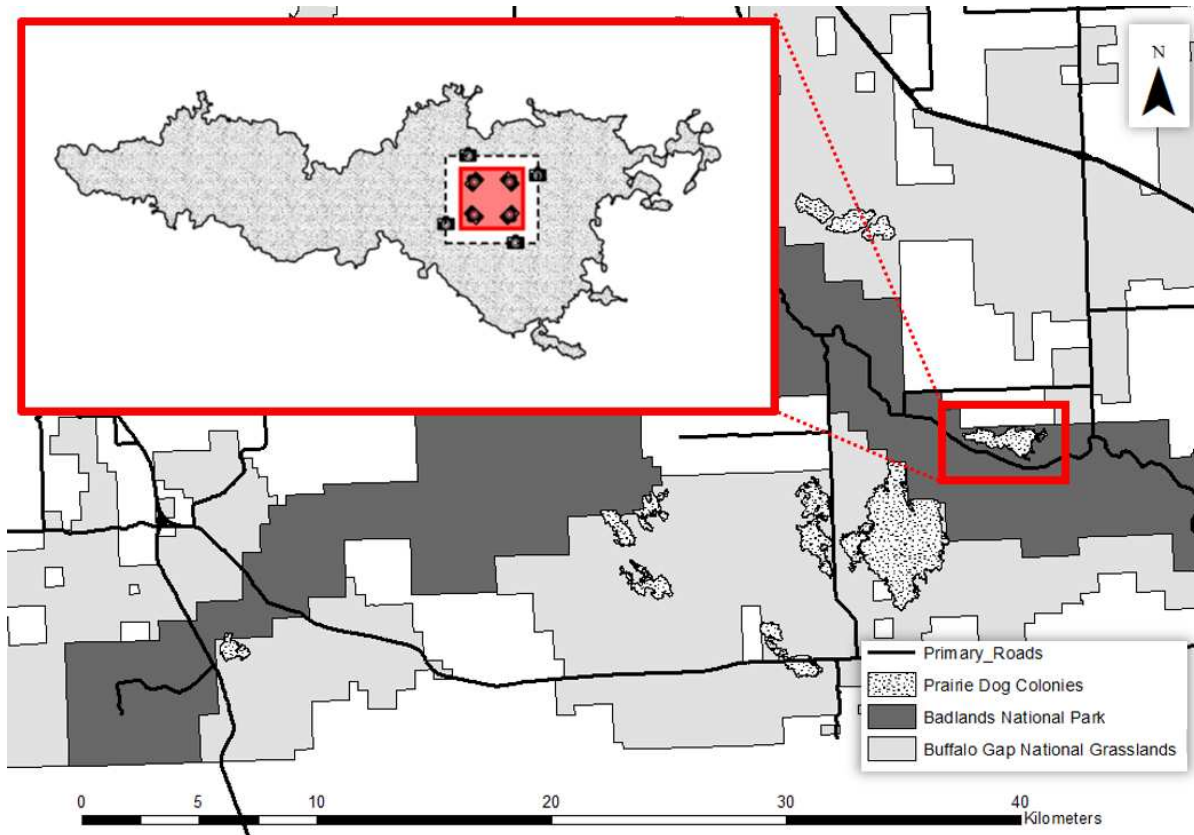 N
Primary_Roads
Prairie Dog Colonies
Badlands National Park
Buffalo Gap National Grasslands
0 5 10 20 30 40
Kilometers